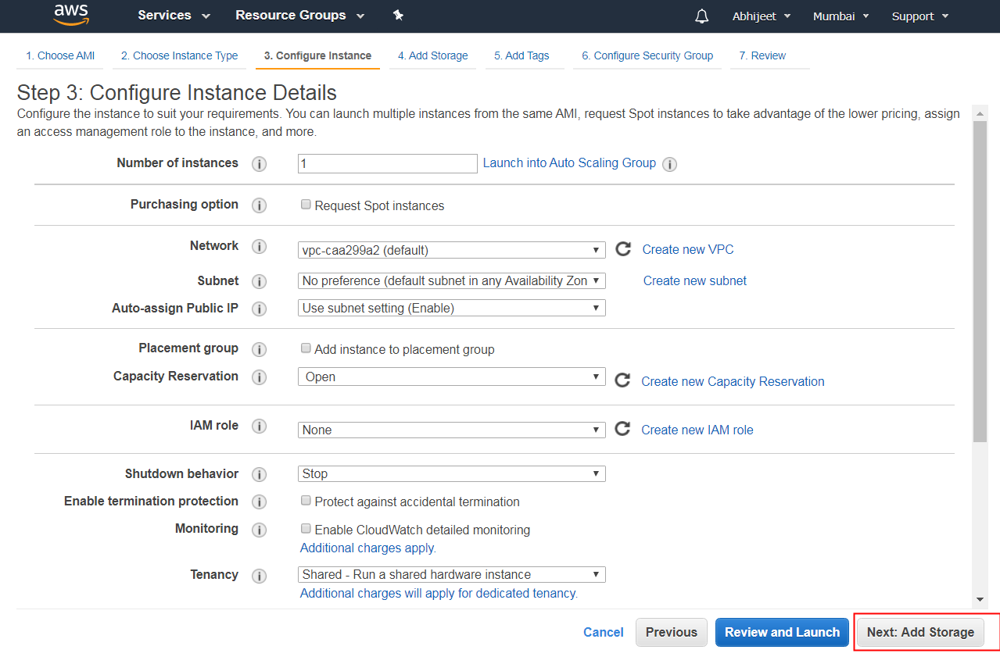 aws Services Resource Groups Abhijeet Mumbai Support
1. Choose AMI 2. Choose Instance Type 3. Configure Instance 4. Add Storage 5. Add Tags 6. Configure Security Group 7. Review
Step 3: Configure Instance Details
Configure the instance to suit your requirements. You can launch multiple instances from the same AMI, request Spot instances to take advantage of the lower pricing, assign
an access management role to the instance, and more.
Number of instances i 1 Launch into Auto Scaling Group i
Purchasing option i Request Spot instances
Network i vpc-caa299a2 (default) Create new VPC
Subnet i No preference (default subnet in any Availability Zon Create new subnet
Auto-assign Public IP i Use subnet setting (Enable)
Placement group i Add instance to placement group
Capacity Reservation i Open Create new Capacity Reservation
IAM role i None Create new IAM role
Shutdown behavior i Stop
Enable termination protection i Protect against accidental termination
Monitoring i Enable CloudWatch detailed monitoring
Additional charges apply.
Tenancy i Shared - Run a shared hardware instance
Additional charges will apply for dedicated tenancy.
Cancel Previous Review and Launch Next: Add Storage